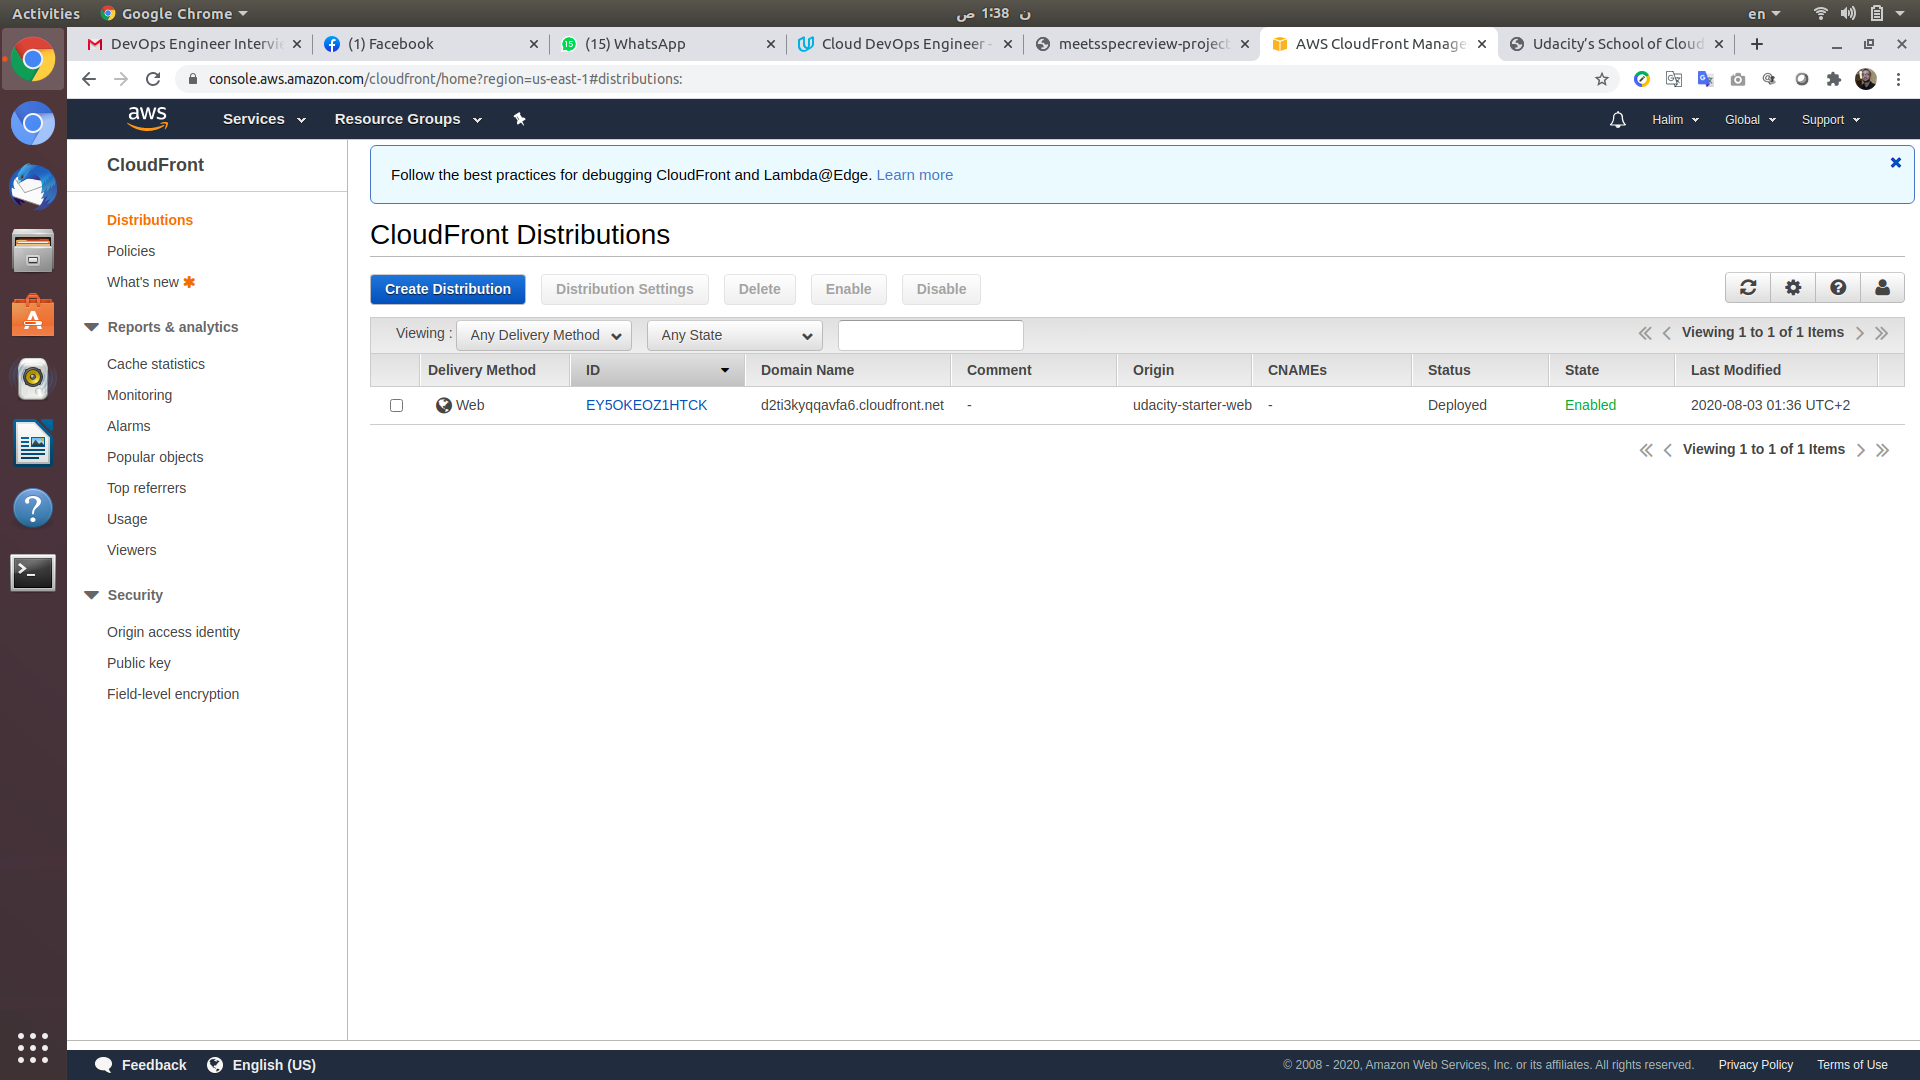 Activities Google Chrome ن 1:38 ص en
DevOps Engineer Intervie (1) Facebook (15) WhatsApp Cloud DevOps Engineer - meetsspecreview-project AWS CloudFront Manage Udacity’s School of Cloud
console.aws.amazon.com/cloudfront/home?region=us-east-1#distributions:
aws Services Resource Groups Halim Global Support
CloudFront
Distributions
Policies
What's new
Reports & analytics
Cache statistics
Monitoring
Alarms
Popular objects
Top referrers
Usage
Viewers
Security
Origin access identity
Public key
Field-level encryption
Follow the best practices for debugging CloudFront and Lambda@Edge. Learn more
CloudFront Distributions
Create Distribution Distribution Settings Delete Enable Disable
Viewing : Any Delivery Method Any State Viewing 1 to 1 of 1 Items
Delivery Method ID Domain Name Comment Origin CNAMEs Status State Last Modified
Web EY5OKEOZ1HTCK d2ti3kyqqavfa6.cloudfront.net - udacity-starter-web - Deployed Enabled 2020-08-03 01:36 UTC+2
Viewing 1 to 1 of 1 Items
Feedback English (US) © 2008 - 2020, Amazon Web Services, Inc. or its affiliates. All rights reserved. Privacy Policy Terms of Use